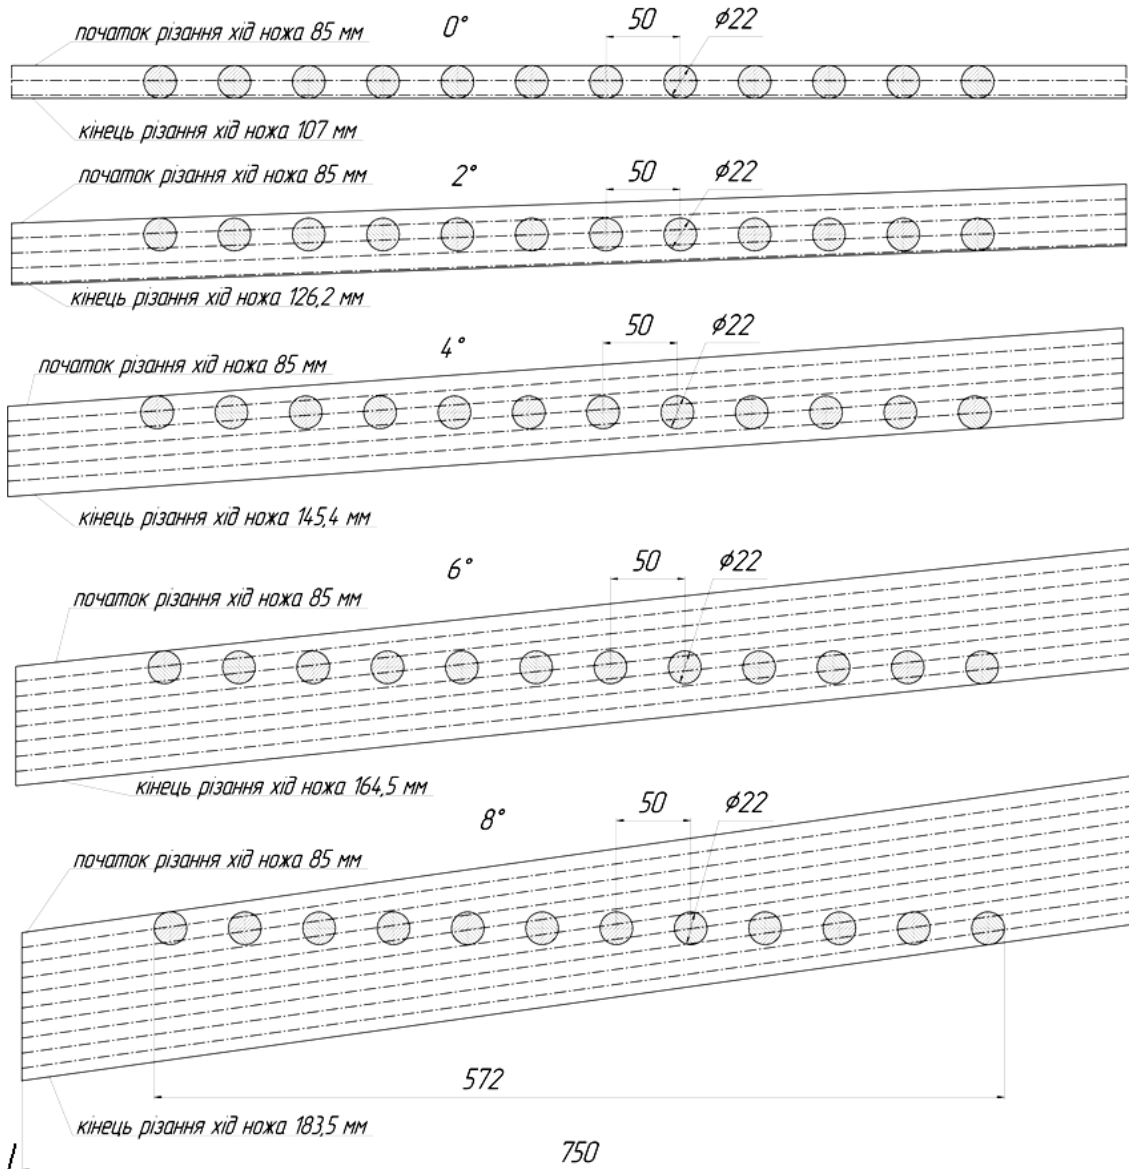 початок різання хід ножа 85 мм
0°
50
ϕ22
кінець різання хід ножа 107 мм
початок різання хід ножа 85 мм
2°
50
ϕ22
кінець різання хід ножа 126,2 мм
початок різання хід ножа 85 мм
4°
50
ϕ22
кінець різання хід ножа 145,4 мм
початок різання хід ножа 85 мм
6°
50
ϕ22
кінець різання хід ножа 164,5 мм
початок різання хід ножа 85 мм
8°
50
ϕ22
572
кінець різання хід ножа 183,5 мм
750